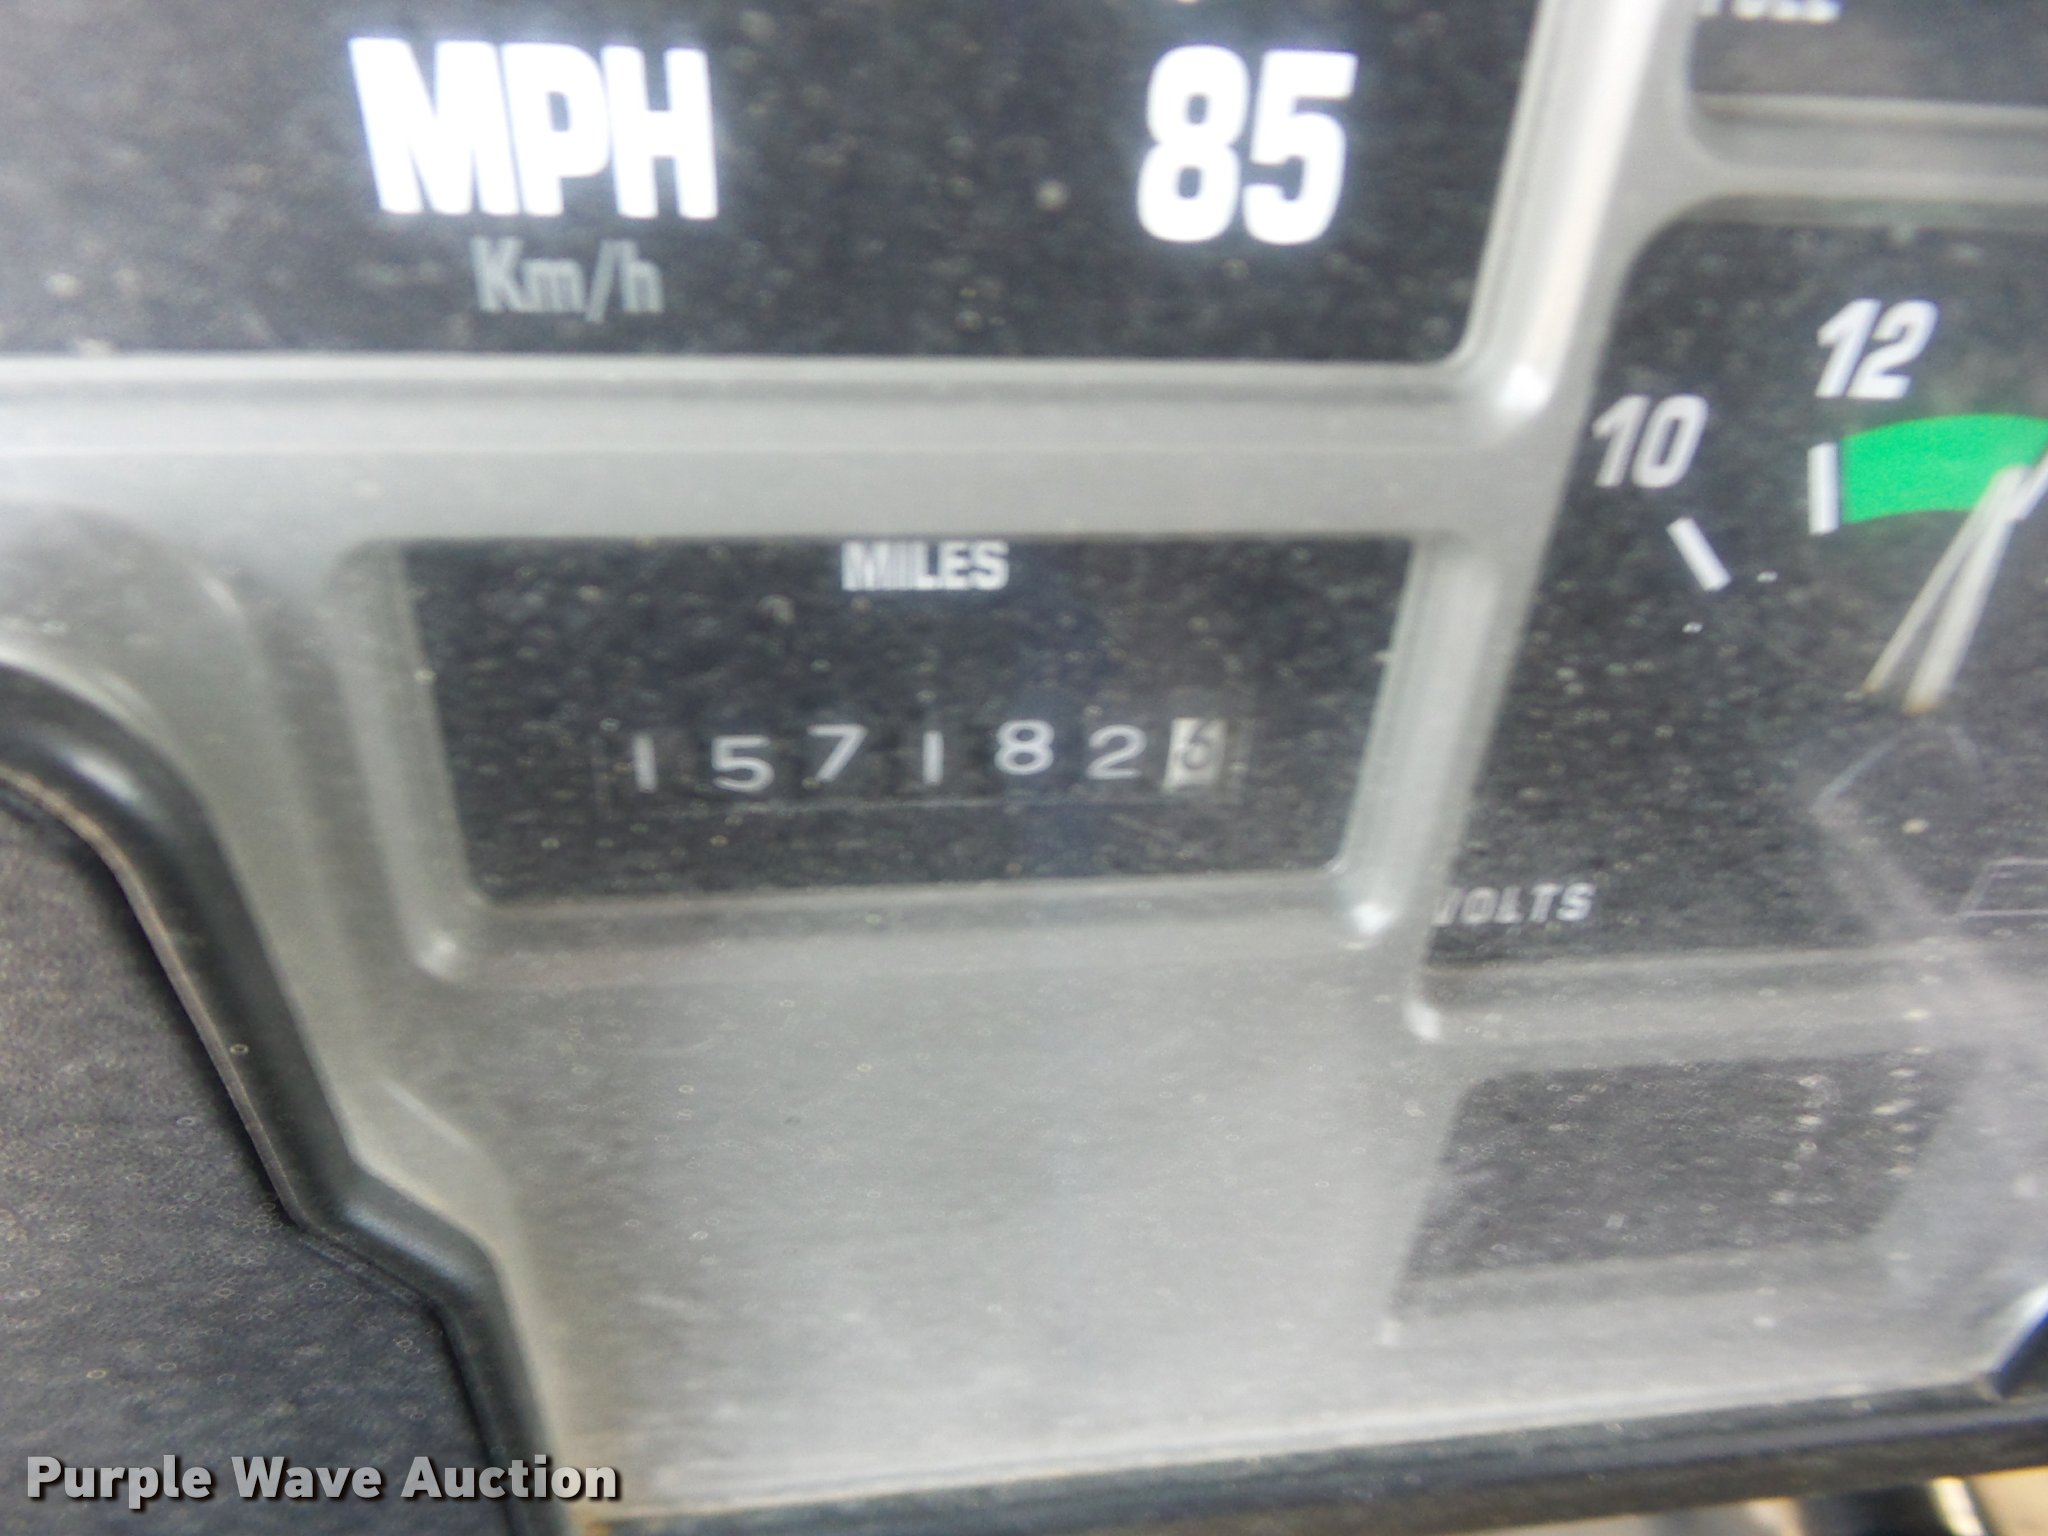 MPH
85
Km/h
12
10
MILES
1571826
VOLTS
Purple Wave Auction